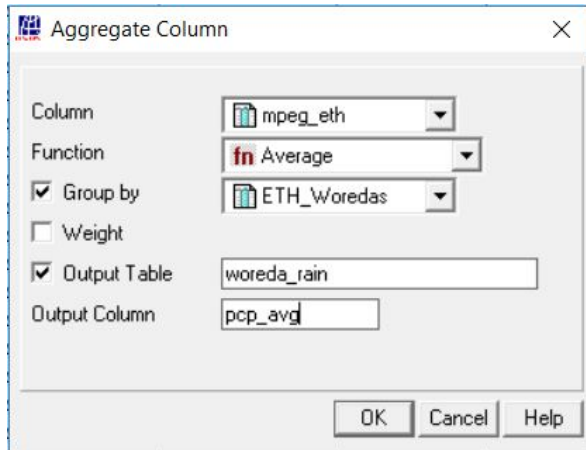 Aggregate Column
Column mpeg_eth
Function fn Average
Group by ETH_Woredas
Weight
Output Table woreda_rain
Output Column pcp_avg
OK Cancel Help